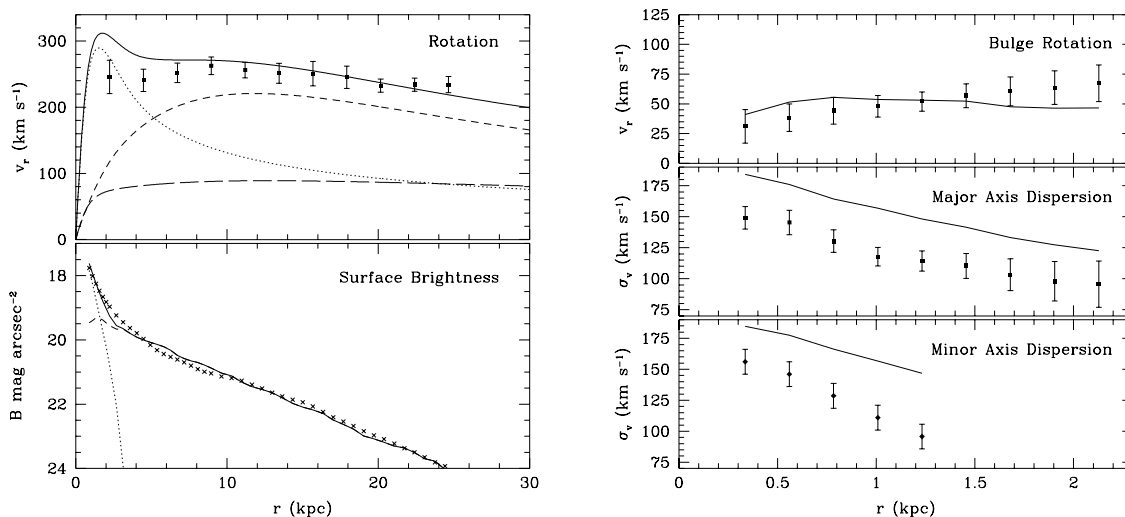 Rotation
300
200
100
0
v_r (km s⁻¹)
Surface Brightness
18
20
22
24
B mag arcsec⁻²
0
10
20
30
r (kpc)
Bulge Rotation
125
100
75
50
25
0
v_r (km s⁻¹)
Major Axis Dispersion
175
150
125
100
75
σ_v (km s⁻¹)
Minor Axis Dispersion
175
150
125
100
75
σ_v (km s⁻¹)
0
0.5
1
1.5
2
r (kpc)